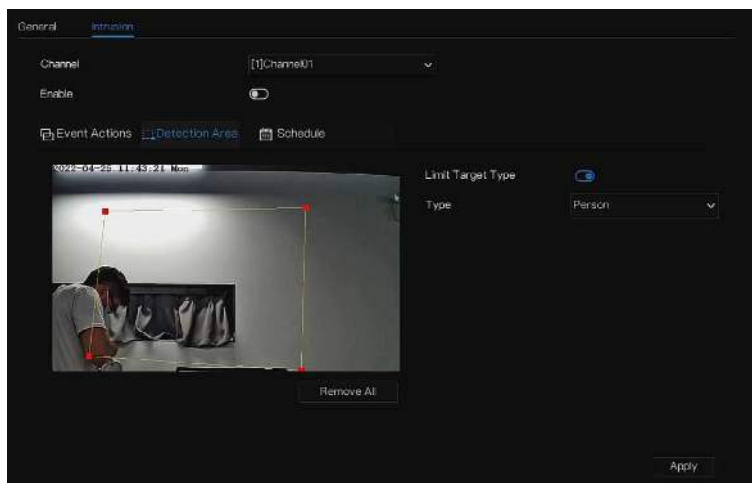 General Intrusion
Channel [1]Channel01
Enable
Event Actions Detection Area Schedule
2022-04-25 11:43:21 Mon
Limit Target Type
Type Person
Remove All
Apply